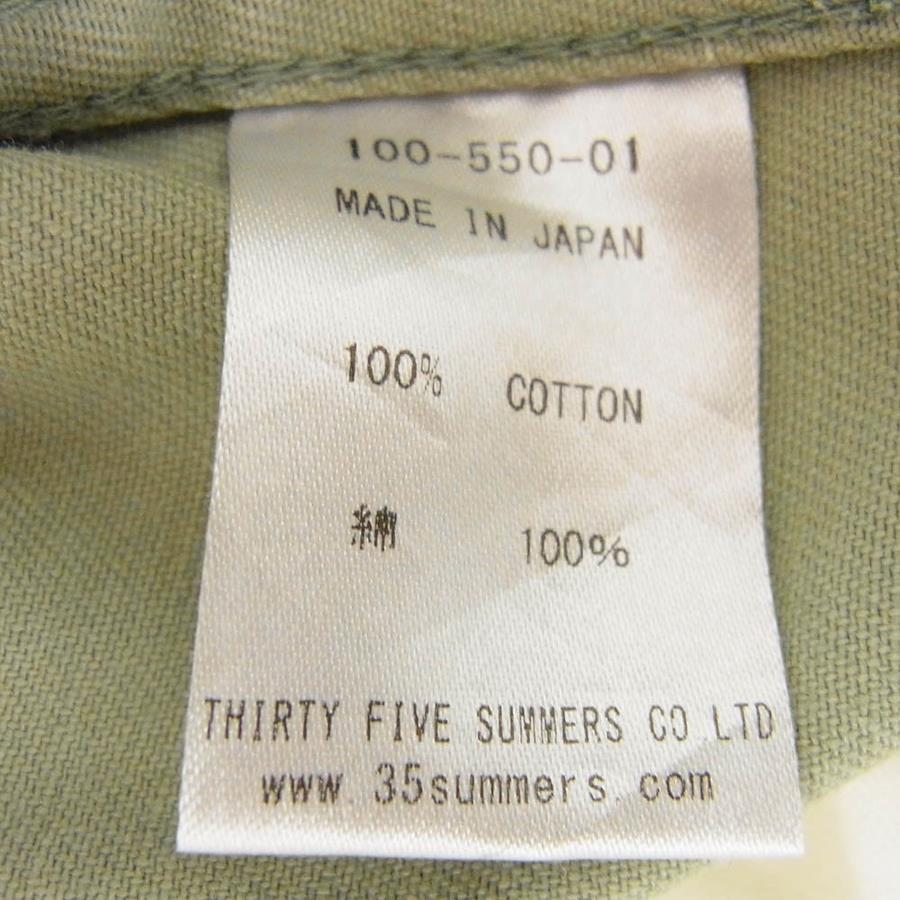 100-550-01
MADE IN JAPAN
100% COTTON
綿 100%
THIRTY FIVE SUMMERS CO LTD
www.35summers.com